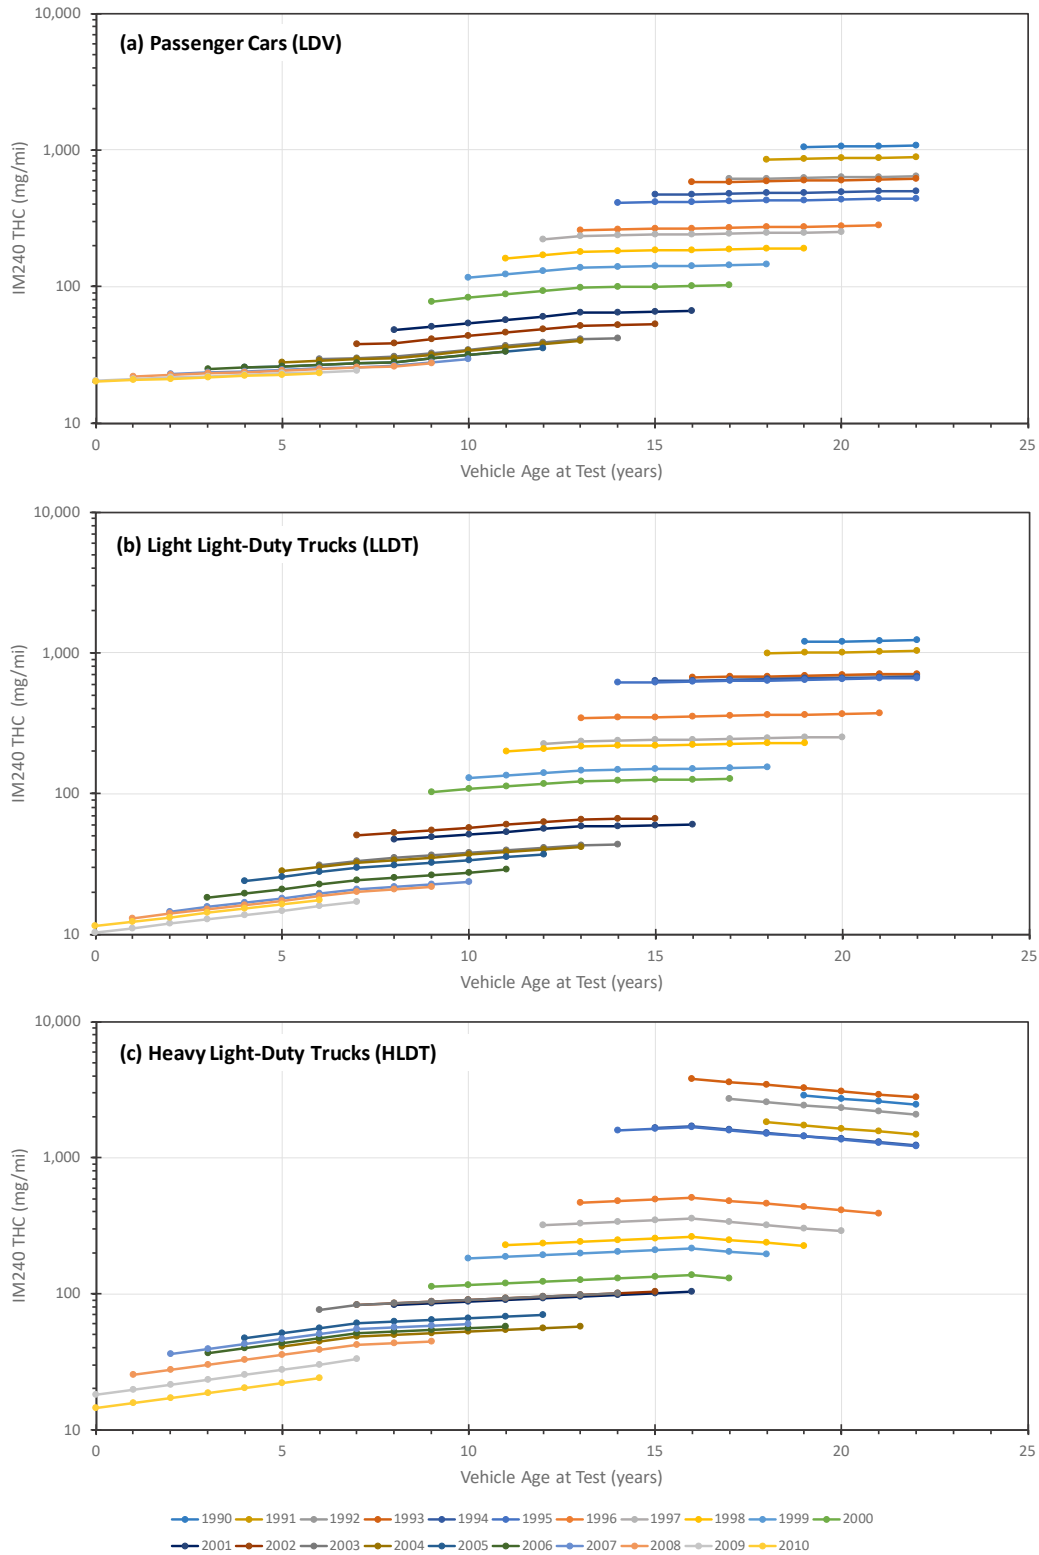 (a) Passenger Cars (LDV)
10,000
1,000
100
10
IM240 THC (mg/mi)
0 5 10 15 20 25
Vehicle Age at Test (years)
(b) Light Light-Duty Trucks (LLDT)
10,000
1,000
100
10
IM240 THC (mg/mi)
0 5 10 15 20 25
Vehicle Age at Test (years)
(c) Heavy Light-Duty Trucks (HLDT)
10,000
1,000
100
10
IM240 THC (mg/mi)
0 5 10 15 20 25
Vehicle Age at Test (years)
1990 1991 1992 1993 1994 1995 1996 1997 1998 1999 2000
2001 2002 2003 2004 2005 2006 2007 2008 2009 2010